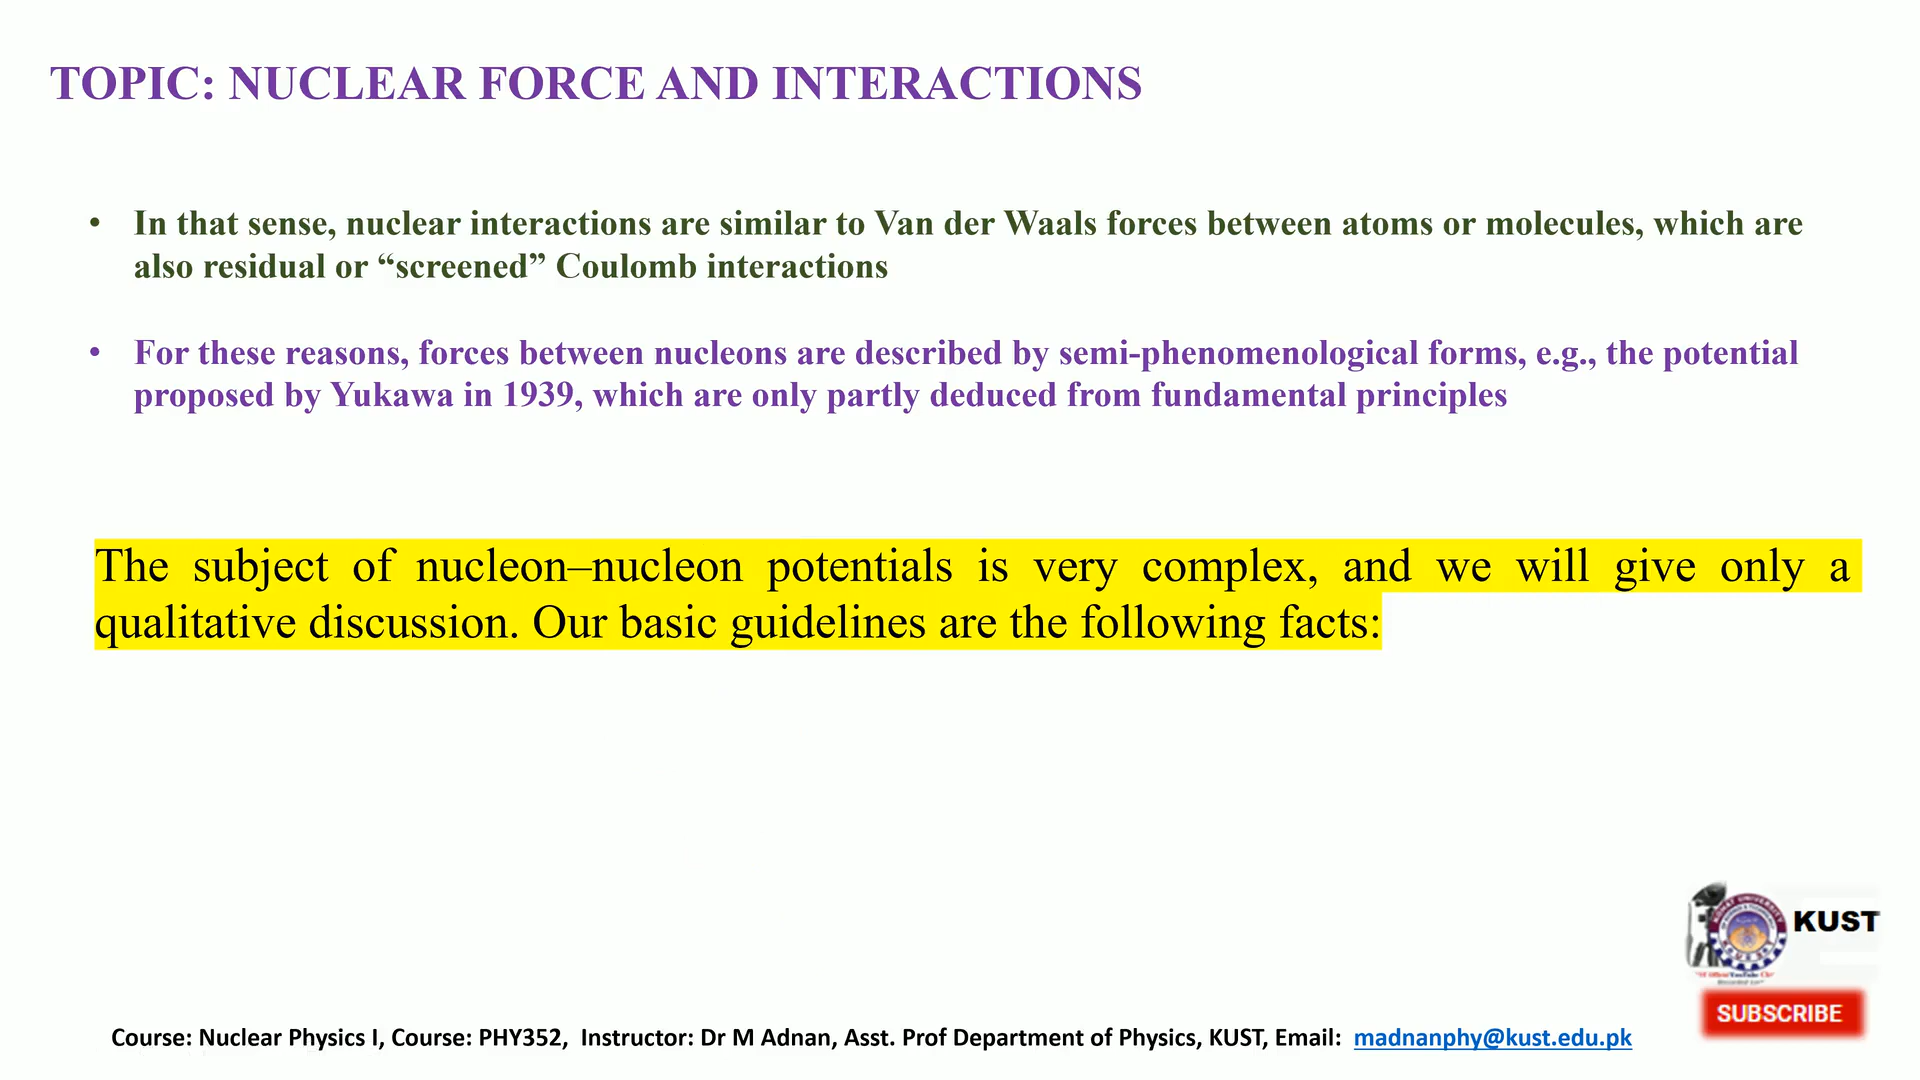 TOPIC: NUCLEAR FORCE AND INTERACTIONS
• In that sense, nuclear interactions are similar to Van der Waals forces between atoms or molecules, which are
also residual or “screened” Coulomb interactions
• For these reasons, forces between nucleons are described by semi-phenomenological forms, e.g., the potential
proposed by Yukawa in 1939, which are only partly deduced from fundamental principles
The subject of nucleon–nucleon potentials is very complex, and we will give only a
qualitative discussion. Our basic guidelines are the following facts:
KUST
SUBSCRIBE
Course: Nuclear Physics I, Course: PHY352, Instructor: Dr M Adnan, Asst. Prof Department of Physics, KUST, Email: madnanphy@kust.edu.pk